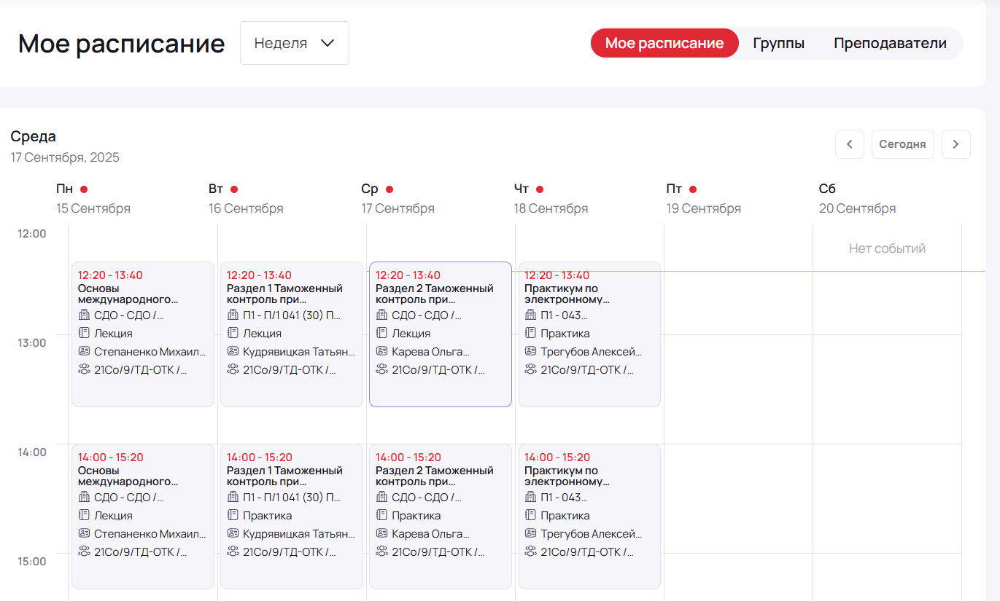 Мое расписание
Неделя
Мое расписание
Группы
Преподаватели
Среда
17 Сентября, 2025
Сегодня
Пн
15 Сентября
Вт
16 Сентября
Ср
17 Сентября
Чт
18 Сентября
Пт
19 Сентября
Сб
20 Сентября
12:00
Нет событий
12:20 - 13:40
Основы
международного...
СДО - СДО /...
Лекция
Степаненко Михаил...
21Со/9/ТД-ОТК /...
12:20 - 13:40
Раздел 1 Таможенный
контроль при...
П1 - П/1 041 (30) П...
Лекция
Кудрявицкая Татьян...
21Со/9/ТД-ОТК /...
12:20 - 13:40
Раздел 2 Таможенный
контроль при...
СДО - СДО /...
Лекция
Карева Ольга...
21Со/9/ТД-ОТК /...
12:20 - 13:40
Практикум по
электронному...
П1 - 043...
Практика
Трегубов Алексей...
21Со/9/ТД-ОТК /...
13:00
14:00
14:00 - 15:20
Основы
международного...
СДО - СДО /...
Лекция
Степаненко Михаил...
21Со/9/ТД-ОТК /...
14:00 - 15:20
Раздел 1 Таможенный
контроль при...
П1 - П/1 041 (30) П...
Практика
Кудрявицкая Татьян...
21Со/9/ТД-ОТК /...
14:00 - 15:20
Раздел 2 Таможенный
контроль при...
СДО - СДО /...
Практика
Карева Ольга...
21Со/9/ТД-ОТК /...
14:00 - 15:20
Практикум по
электронному...
П1 - 043...
Практика
Трегубов Алексей...
21Со/9/ТД-ОТК /...
15:00